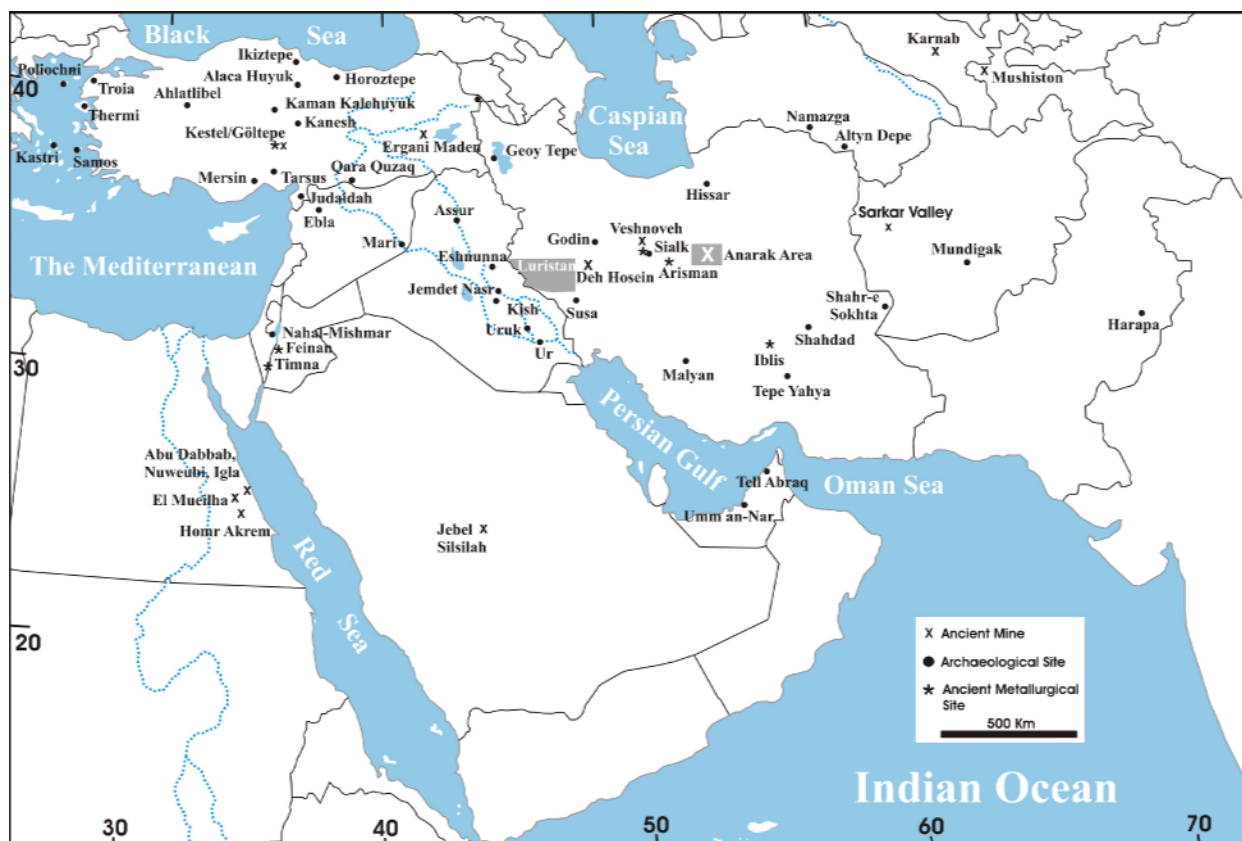 Black Sea
Karnab
Mushiston
Ikiztepe
Poliochni
40
Troia
Alaca Huyuk
Horoztepe
Ahlatlibel
Thermi
Kaman Kalehuyuk
Kanesh
Caspian
Sea
Namazga
Altyn Depe
Kestel/Göltepe
Ergani Maden
Geoy Tepe
Kastri
Samos
Mersin
Tarsus
Qara Quzaq
Hissar
Judaidah
Ebla
Assur
Sarkar Valley
Veshnoveh
Godin
Sialk
Mari
Anarak Area
Mundigak
The Mediterranean
Eshnunna
Luristan
Deh Hosein
Arisman
Jemdet Nasr
Kish
Susa
Shahr-e
Sokhta
Harapa
Nahal-Mishmar
Uruk
Shahdad
Feinan
Ur
Iblis
30
Timna
Malyan
Tepe Yahya
Persian Gulf
Abu Dabbab,
Nuweubi, Igla
Tell Abraq
Oman Sea
El Mueilha
Umm an-Nar
Homr Akrem
Jebel
Silsilah
Red Sea
20
X Ancient Mine
Archaeological Site
* Ancient Metallurgical
Site
500 Km
Indian Ocean
30
40
50
60
70